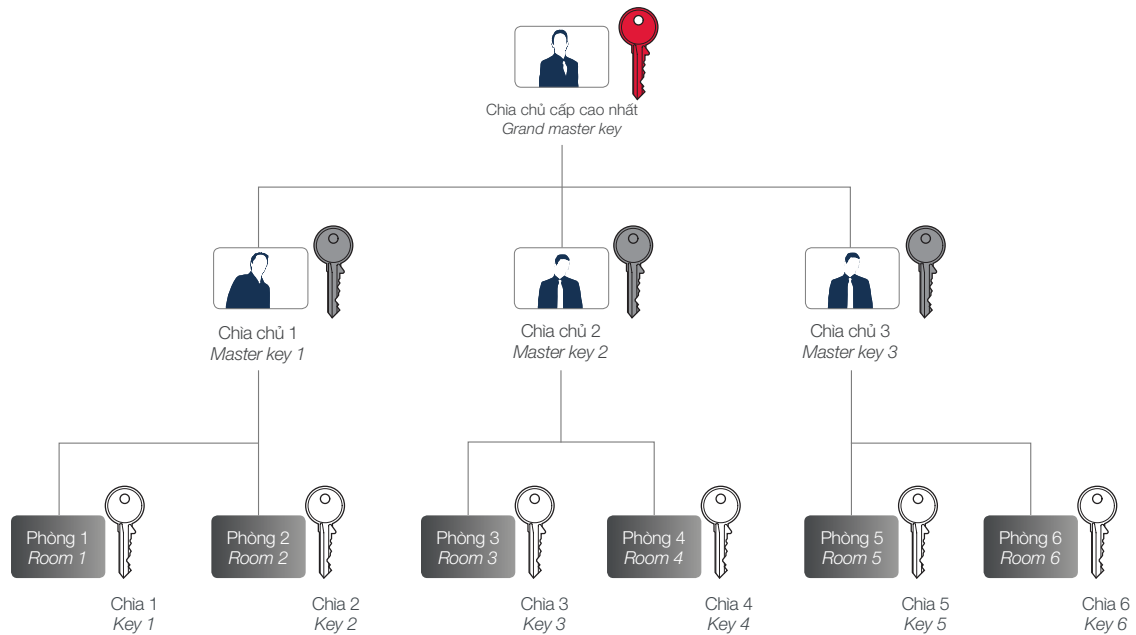 Chìa chủ cấp cao nhất
Grand master key
Chìa chủ 1
Master key 1
Chìa chủ 2
Master key 2
Chìa chủ 3
Master key 3
Phòng 1
Room 1
Phòng 2
Room 2
Phòng 3
Room 3
Phòng 4
Room 4
Phòng 5
Room 5
Phòng 6
Room 6
Chìa 1
Key 1
Chìa 2
Key 2
Chìa 3
Key 3
Chìa 4
Key 4
Chìa 5
Key 5
Chìa 6
Key 6